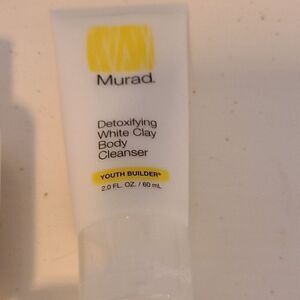 Murad.
Detoxifying
White Clay
Body
Cleanser
YOUTH BUILDER®
2.0 FL. OZ. / 60 mL